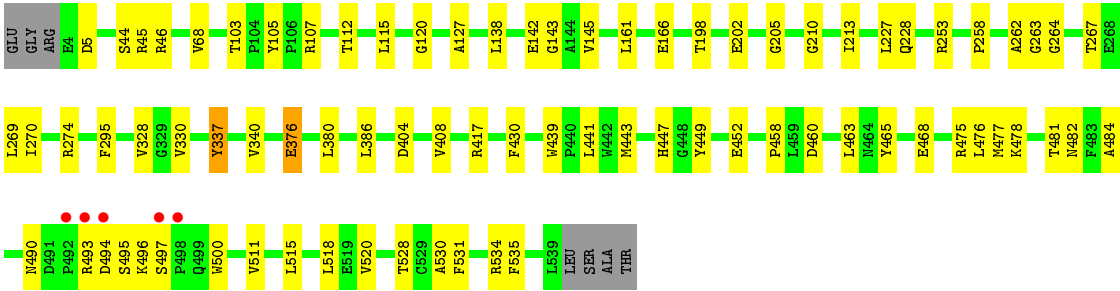 GLU GLY ARG E4 D5 S44 R45 R46 V68 T103 P104 Y105 P106 R107 T112 L115 G120 A127 L138 E142 G143 A144 V145 L161 E166 T198 E202 G205 G210 I213 L227 Q228 R253 P258 A262 G263 G264 T267 E268
L269 I270 R274 F295 V328 G329 V330 Y337 V340 E376 L380 L386 D404 V408 R417 F430 W439 P440 L441 W442 M443 H447 G448 Y449 E452 P458 L459 D460 L463 N464 Y465 E468 R475 L476 M477 K478 T481 N482 F483 A484
N490 D491 P492 R493 D494 S495 K496 S497 P498 Q499 W500 V511 L515 L518 E519 V520 T528 C529 A530 F531 R534 F535 L539 LEU SER ALA THR